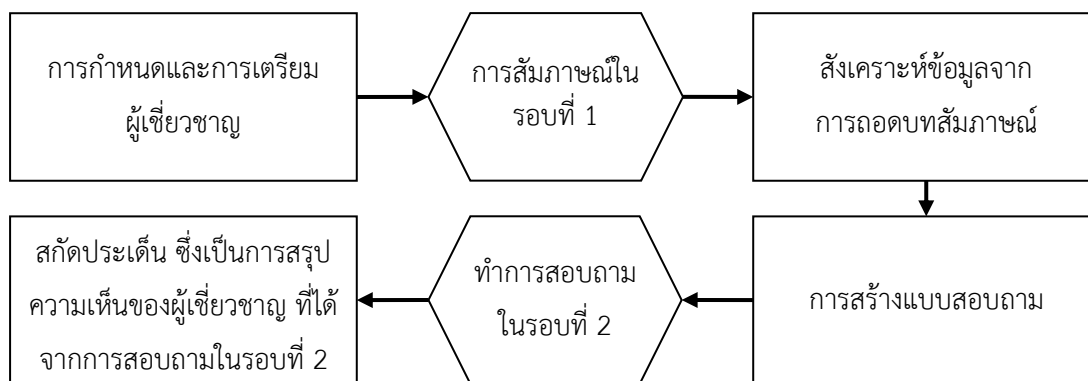 การกำหนดและการเตรียม
ผู้เชี่ยวชาญ
การสัมภาษณ์ใน
รอบที่ 1
สังเคราะห์ข้อมูลจาก
การถอดบทสัมภาษณ์
การสร้างแบบสอบถาม
ทำการสอบถาม
ในรอบที่ 2
สกัดประเด็น ซึ่งเป็นการสรุป
ความเห็นของผู้เชี่ยวชาญ ที่ได้
จากการสอบถามในรอบที่ 2